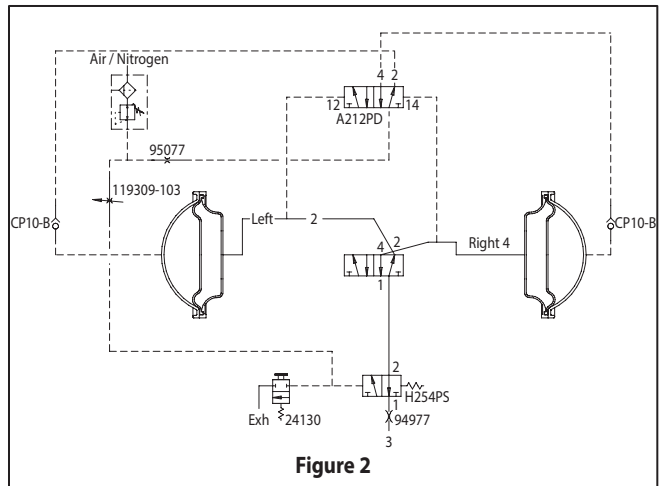 Air / Nitrogen
4 2
12 14
A212PD
95077
119309-103
CP10-B
CP10-B
Left 2
4 2
Right 4
1
2
H254PS
1
Exh 24130
94977
3
Figure 2